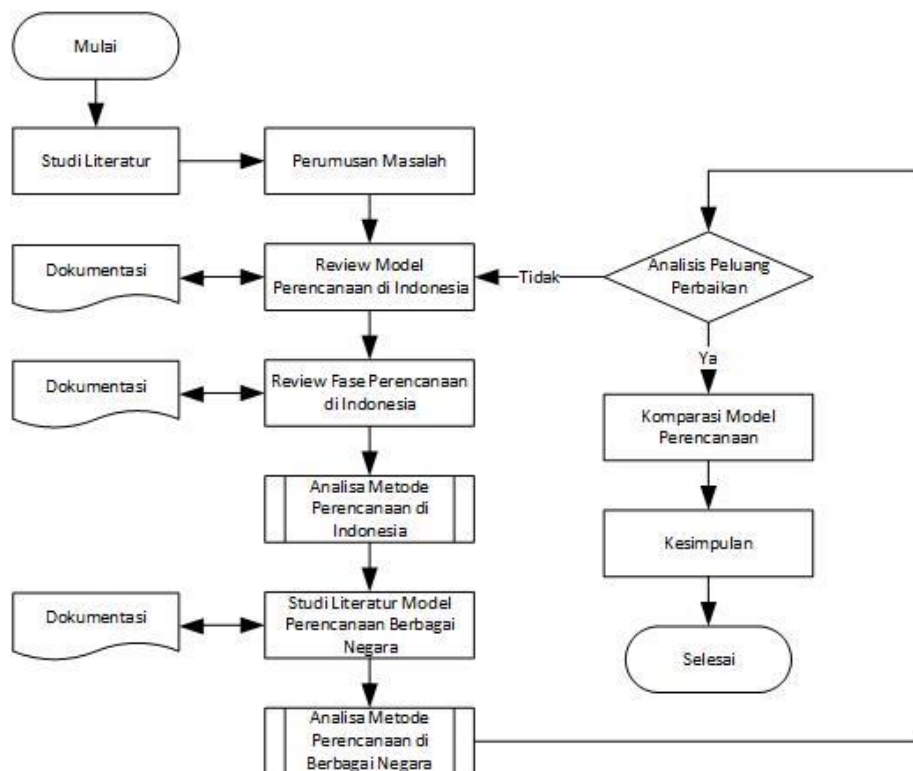 Mulai
Studi Literatur
Perumusan Masalah
Dokumentasi
Review Model
Perencanaan di Indonesia
Dokumentasi
Review Fase Perencanaan
di Indonesia
Analisa Metode
Perencanaan di
Indonesia
Dokumentasi
Studi Literatur Model
Perencanaan Berbagai
Negara
Analisa Metode
Perencanaan di
Berbagai Negara
Analisis Peluang
Perbaikan
Tidak
Ya
Komparasi Model
Perencanaan
Kesimpulan
Selesai